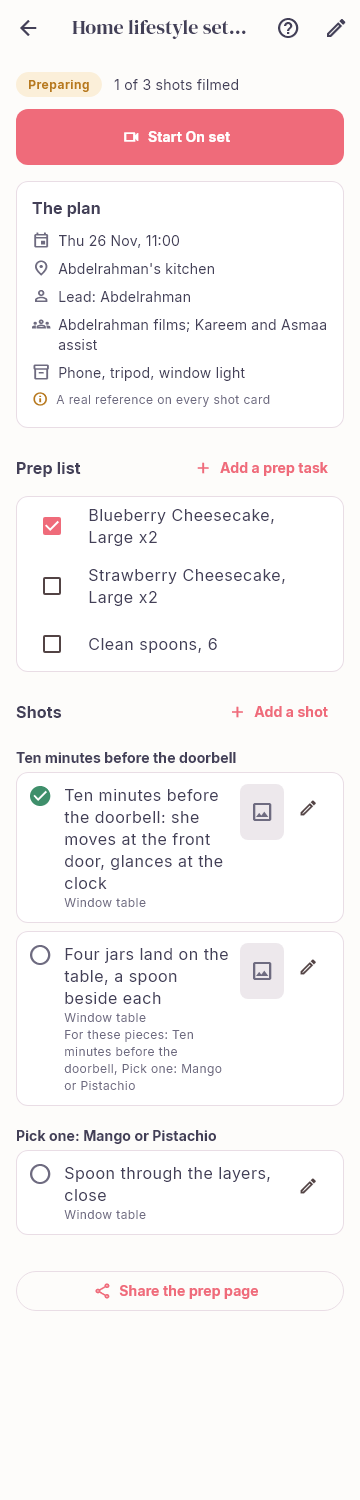 Home lifestyle set...
Preparing
1 of 3 shots filmed
Start On set
The plan
Thu 26 Nov, 11:00
Abdelrahman's kitchen
Lead: Abdelrahman
Abdelrahman films; Kareem and Asmaa
assist
Phone, tripod, window light
A real reference on every shot card
Prep list
Add a prep task
Blueberry Cheesecake,
Large x2
Strawberry Cheesecake,
Large x2
Clean spoons, 6
Shots
Add a shot
Ten minutes before the doorbell
Ten minutes before
the doorbell: she
moves at the front
door, glances at the
clock
Window table
Four jars land on the
table, a spoon
beside each
Window table
For these pieces: Ten
minutes before the
doorbell, Pick one: Mango
or Pistachio
Pick one: Mango or Pistachio
Spoon through the layers,
close
Window table
Share the prep page